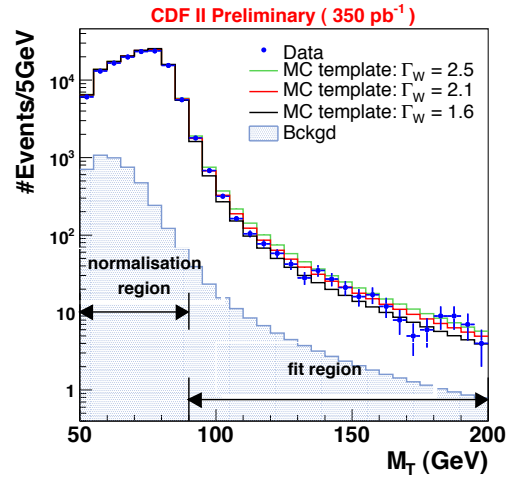 CDF II Preliminary ( 350 pb⁻¹)
#Events/5GeV
10⁴
10³
10²
10
1
Data
MC template: Γ_W = 2.5
MC template: Γ_W = 2.1
MC template: Γ_W = 1.6
Bckgd
normalisation
region
fit region
50
100
150
200
M_T (GeV)